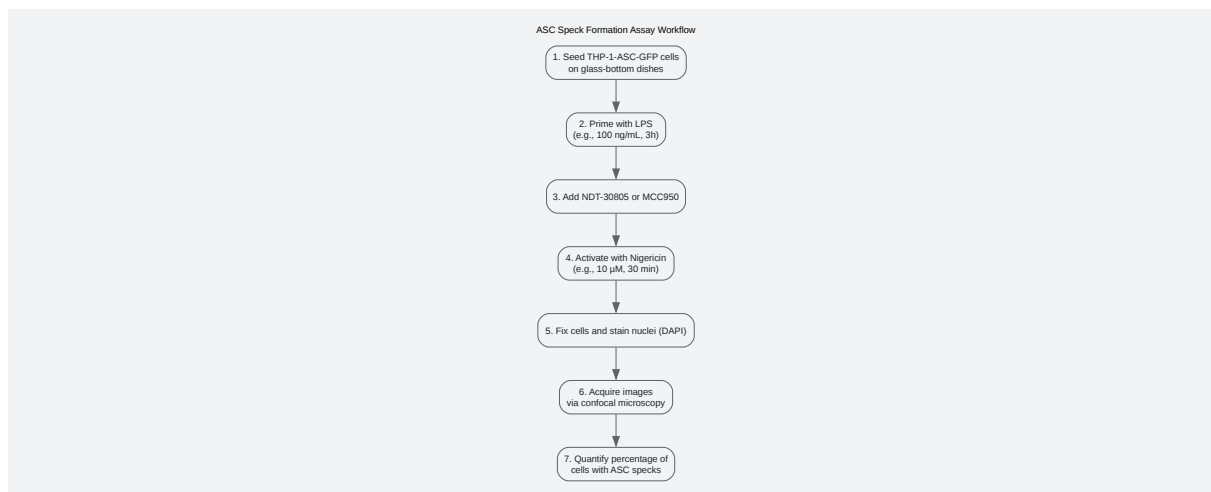 ASC Speck Formation Assay Workflow
1. Seed THP-1-ASC-GFP cells
on glass-bottom dishes
2. Prime with LPS
(e.g., 100 ng/mL, 3h)
3. Add NDT-30805 or MCC950
4. Activate with Nigericin
(e.g., 10 µM, 30 min)
5. Fix cells and stain nuclei (DAPI)
6. Acquire images
via confocal microscopy
7. Quantify percentage of
cells with ASC specks